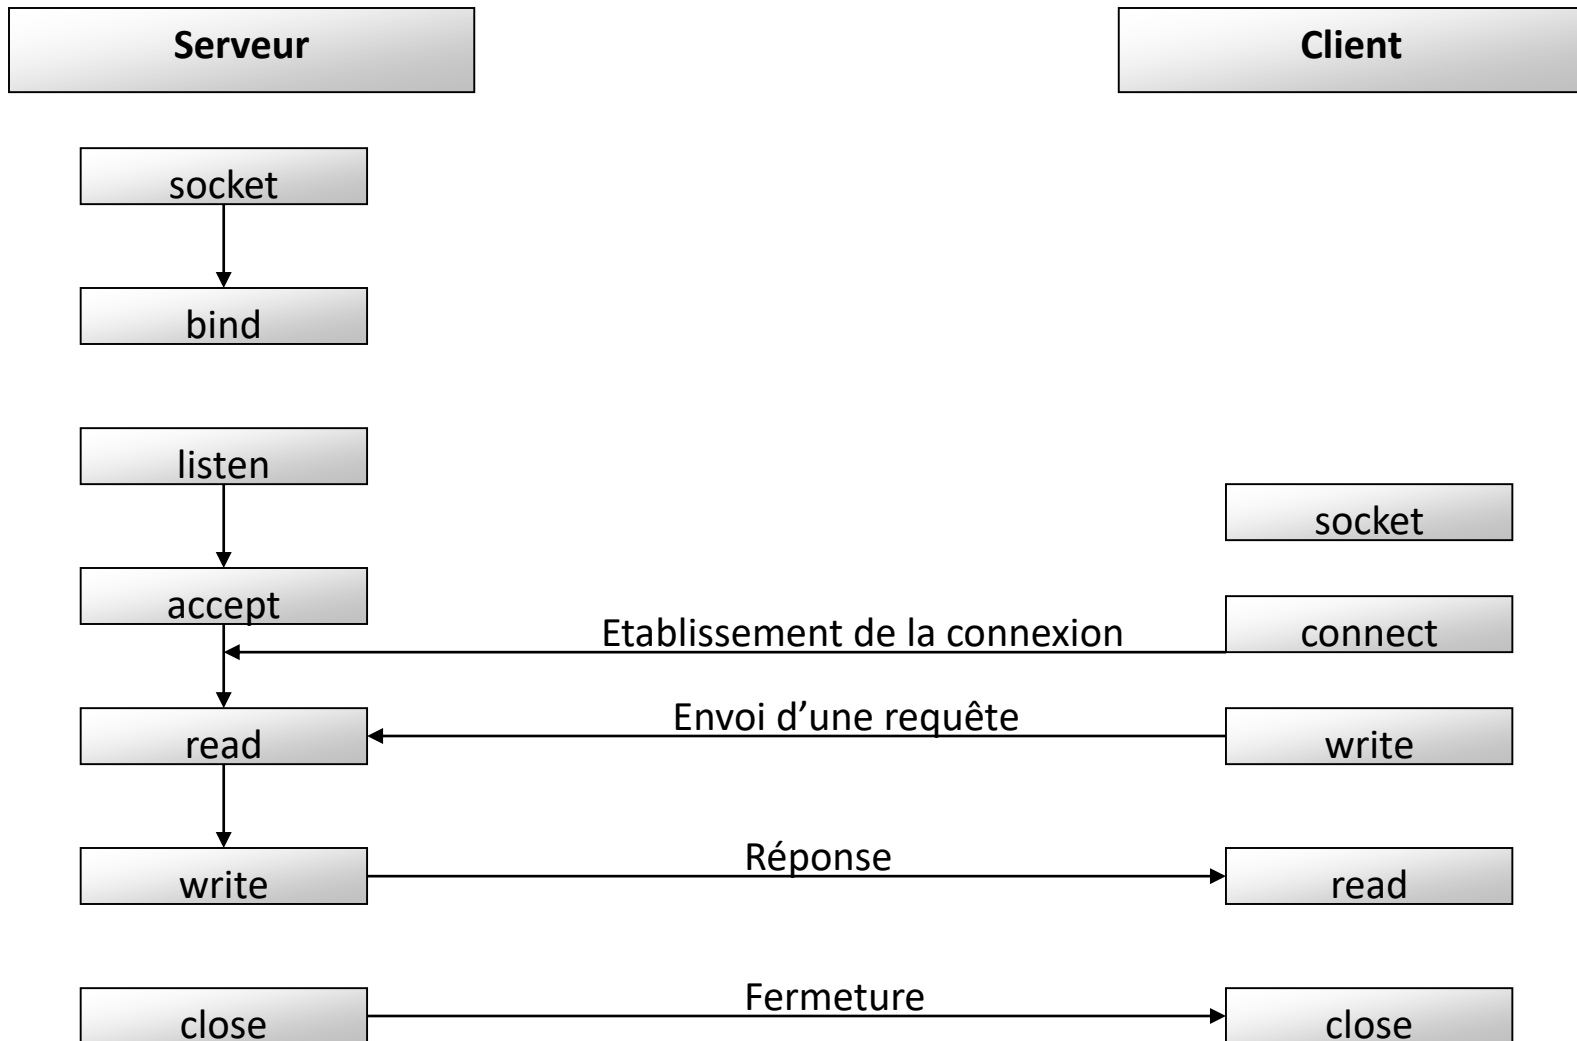 Serveur
Client
socket
bind
listen
socket
accept
Etablissement de la connexion
connect
Envoi d’une requête
read
write
Réponse
write
read
Fermeture
close
close